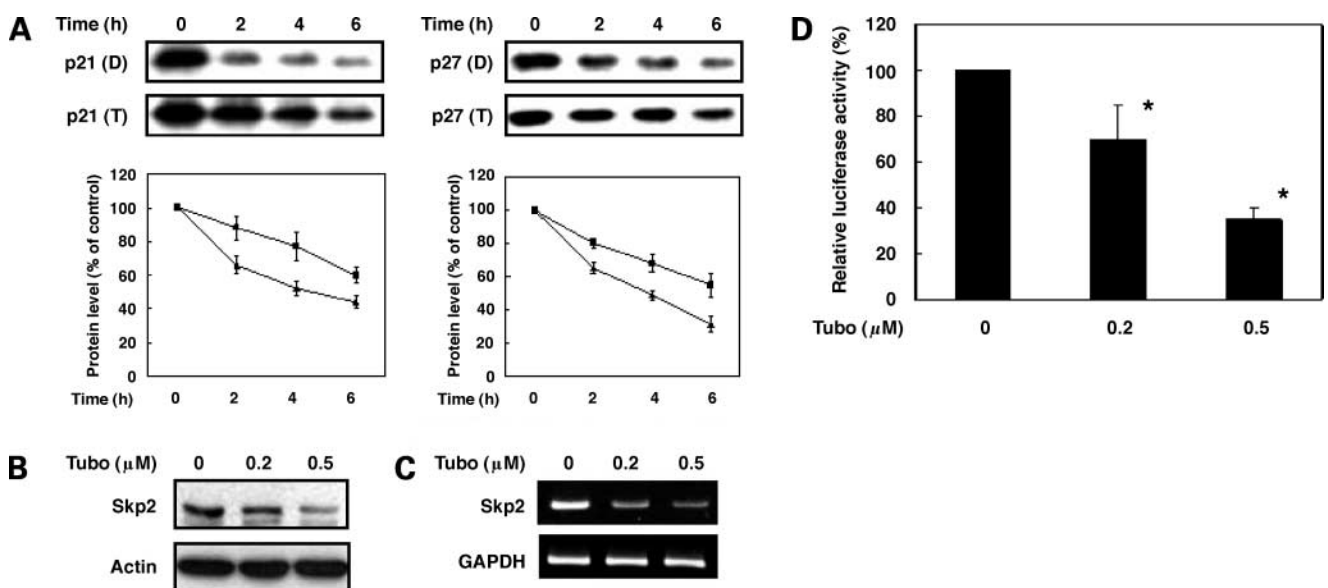 A
Time (h) 0 2 4 6
p21 (D)
p21 (T)
Protein level (% of control)
120
100
80
60
40
20
0
Time (h) 0 2 4 6
Time (h) 0 2 4 6
p27 (D)
p27 (T)
Protein level (% of control)
120
100
80
60
40
20
0
Time (h) 0 2 4 6
B
Tubo (μM) 0 0.2 0.5
Skp2
Actin
C
Tubo (μM) 0 0.2 0.5
Skp2
GAPDH
D
Relative luciferase activity (%)
120
100
80
60
40
20
0
*
*
Tubo (μM) 0 0.2 0.5